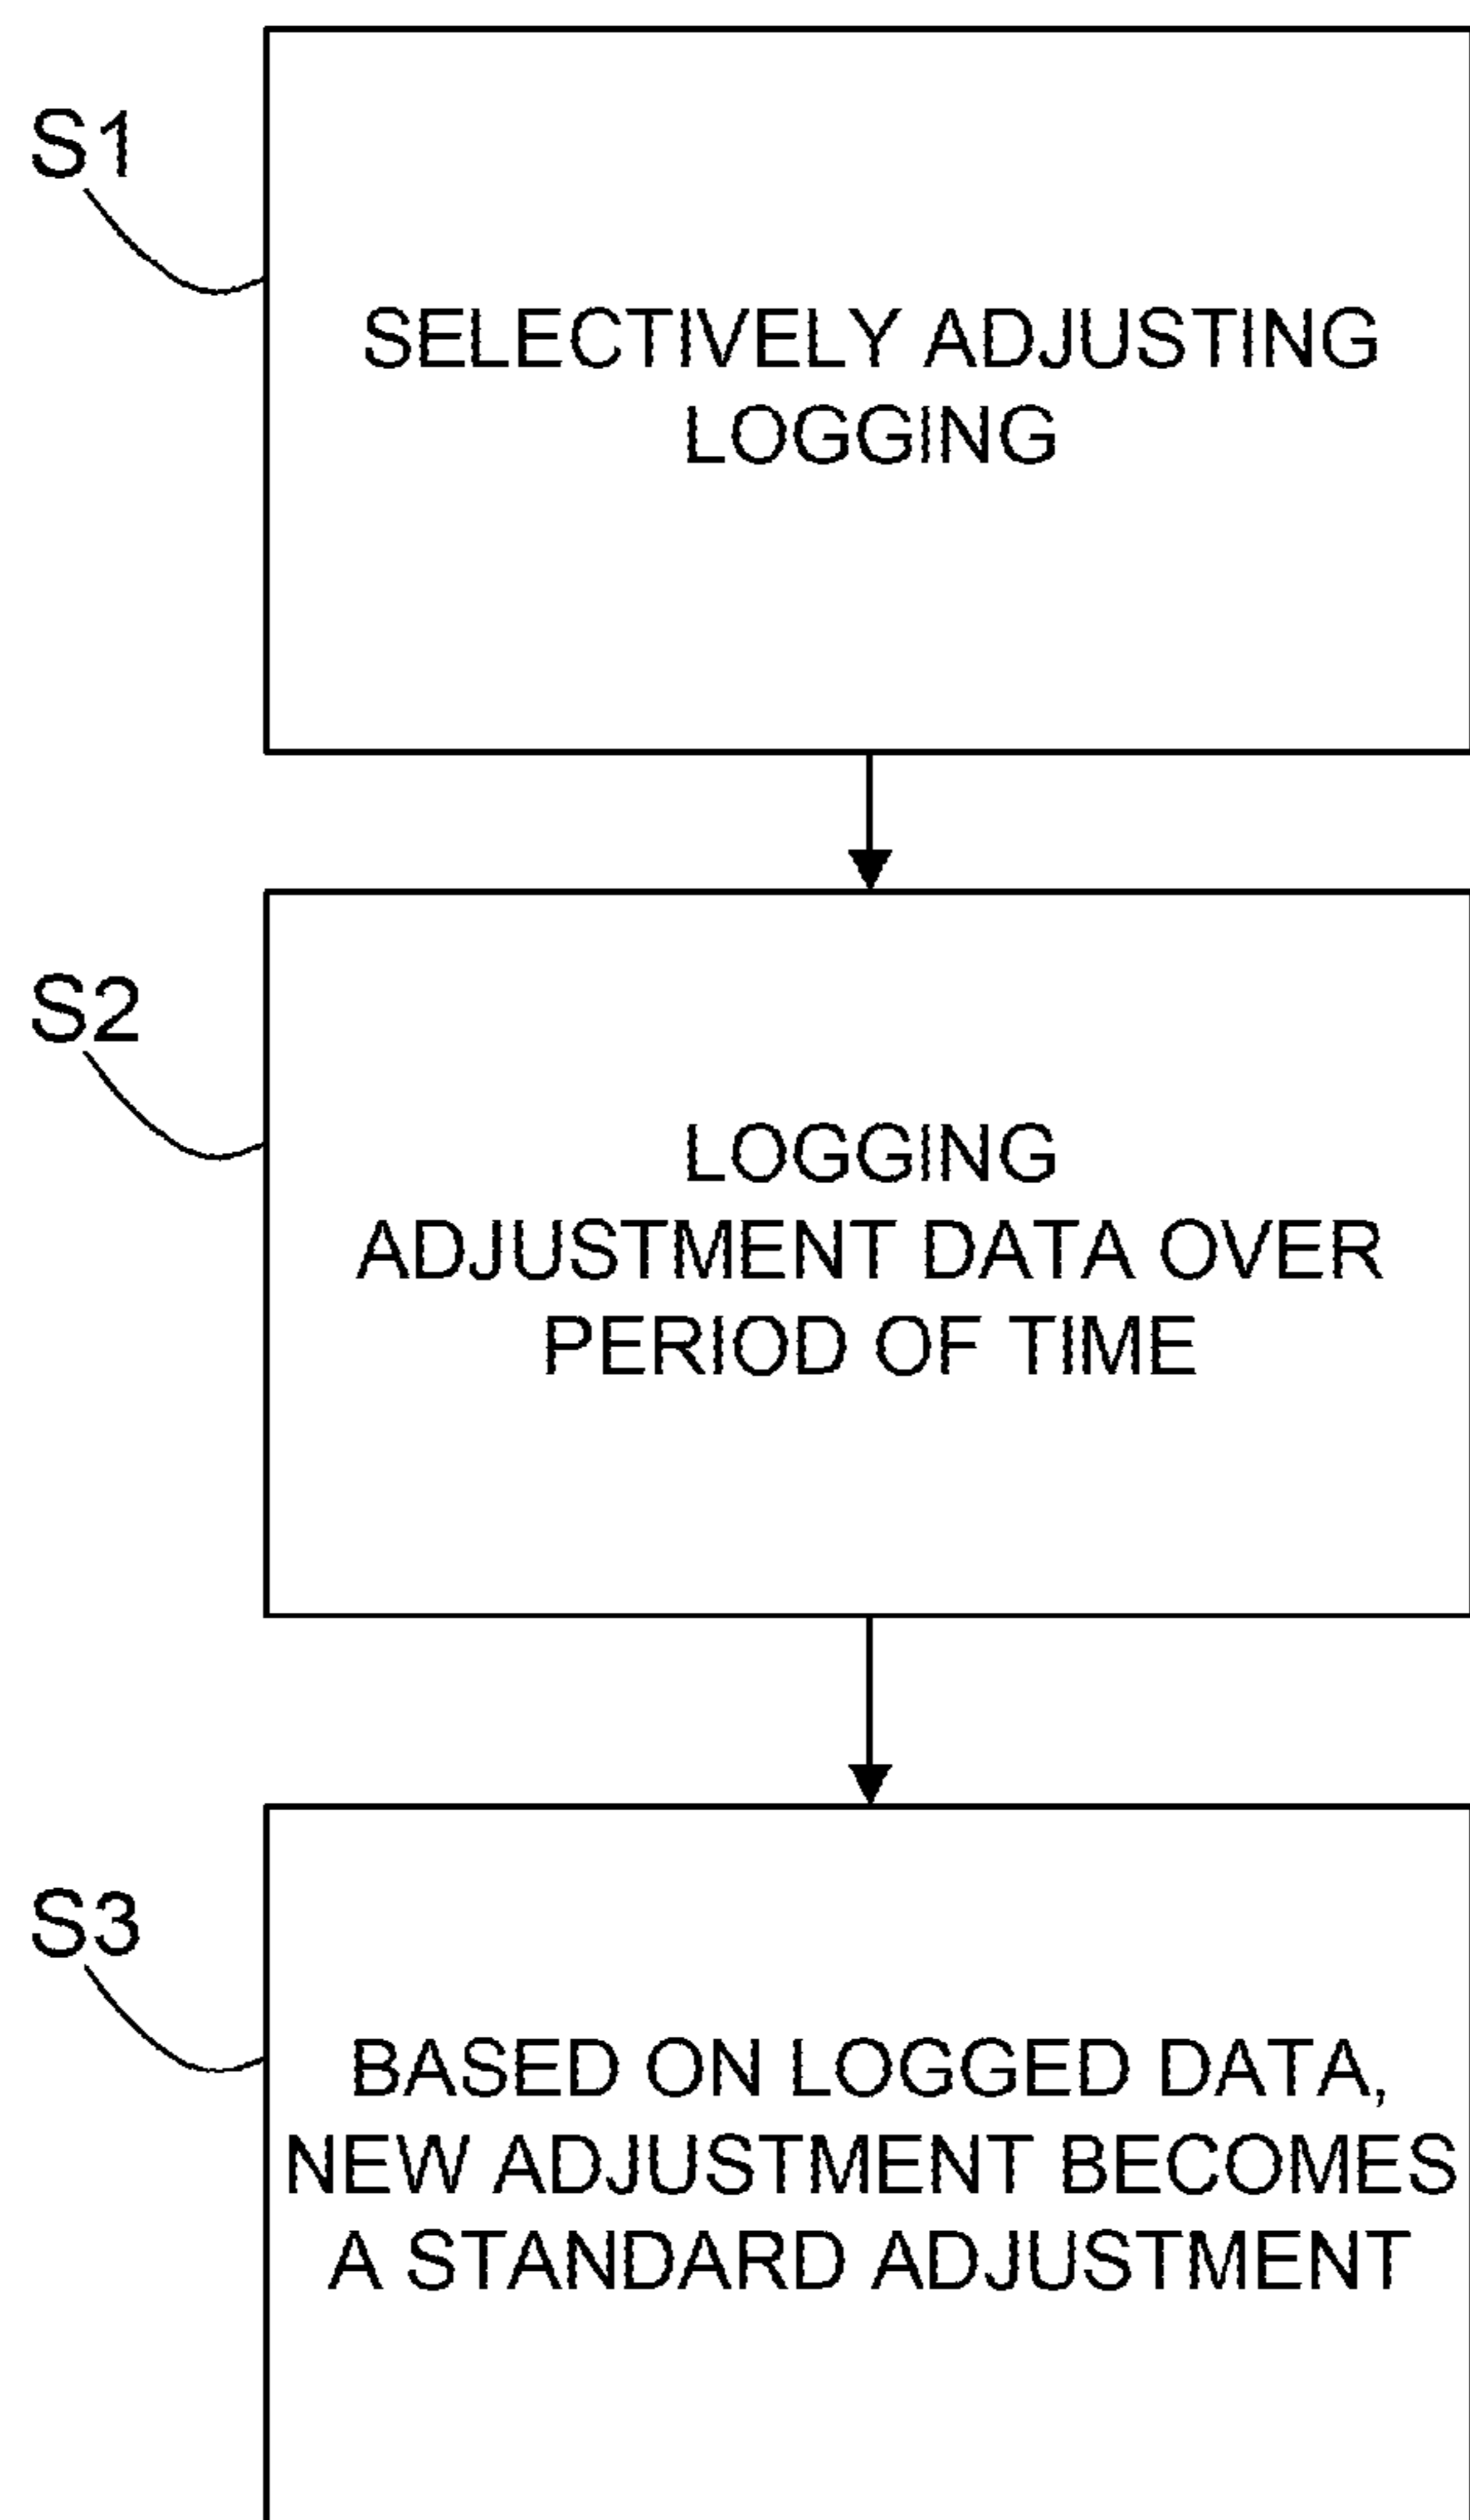 S1
SELECTIVELY ADJUSTING
LOGGING
S2
LOGGING
ADJUSTMENT DATA OVER
PERIOD OF TIME
S3
BASED ON LOGGED DATA,
NEW ADJUSTMENT BECOMES
A STANDARD ADJUSTMENT